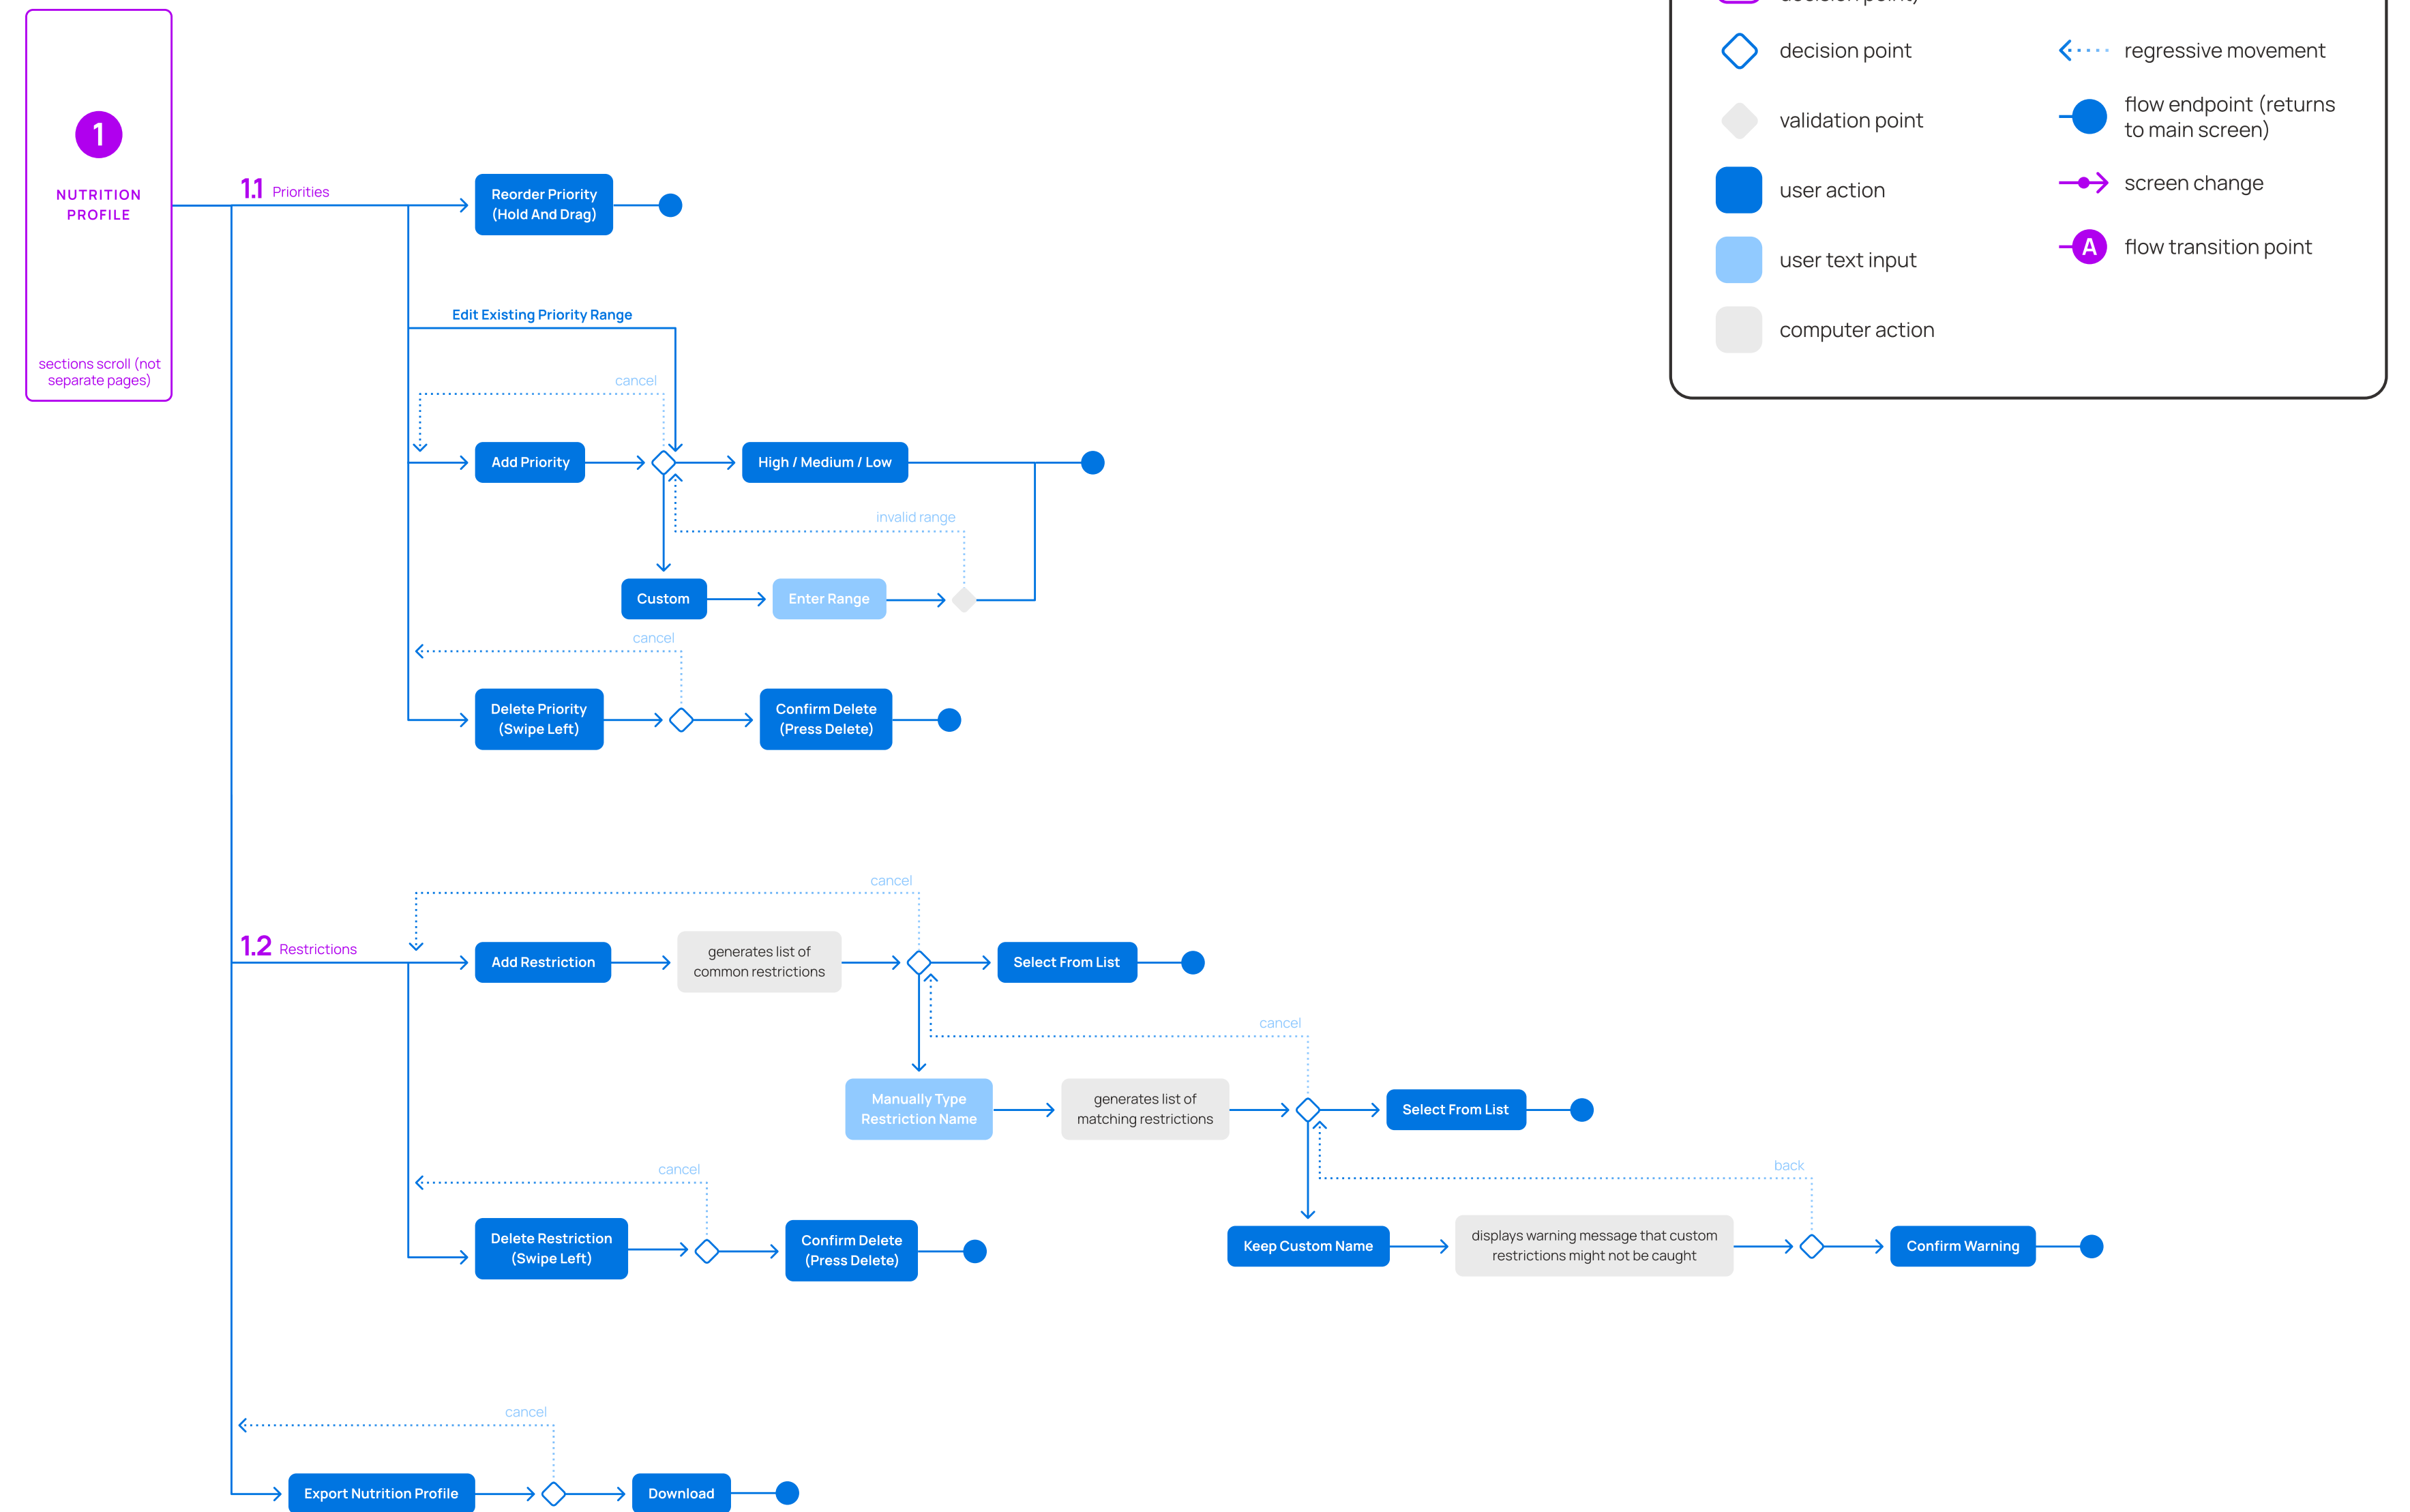 1
NUTRITION
PROFILE
sections scroll (not
separate pages)
decision point)
decision point
validation point
user action
user text input
computer action
regressive movement
flow endpoint (returns
to main screen)
screen change
A
flow transition point
1.1 Priorities
Reorder Priority
(Hold And Drag)
Edit Existing Priority Range
cancel
Add Priority
High / Medium / Low
invalid range
Custom
Enter Range
cancel
Delete Priority
(Swipe Left)
Confirm Delete
(Press Delete)
cancel
1.2 Restrictions
Add Restriction
generates list of
common restrictions
Select From List
cancel
Manually Type
Restriction Name
generates list of
matching restrictions
Select From List
cancel
back
Delete Restriction
(Swipe Left)
Confirm Delete
(Press Delete)
Keep Custom Name
displays warning message that custom
restrictions might not be caught
Confirm Warning
cancel
Export Nutrition Profile
Download